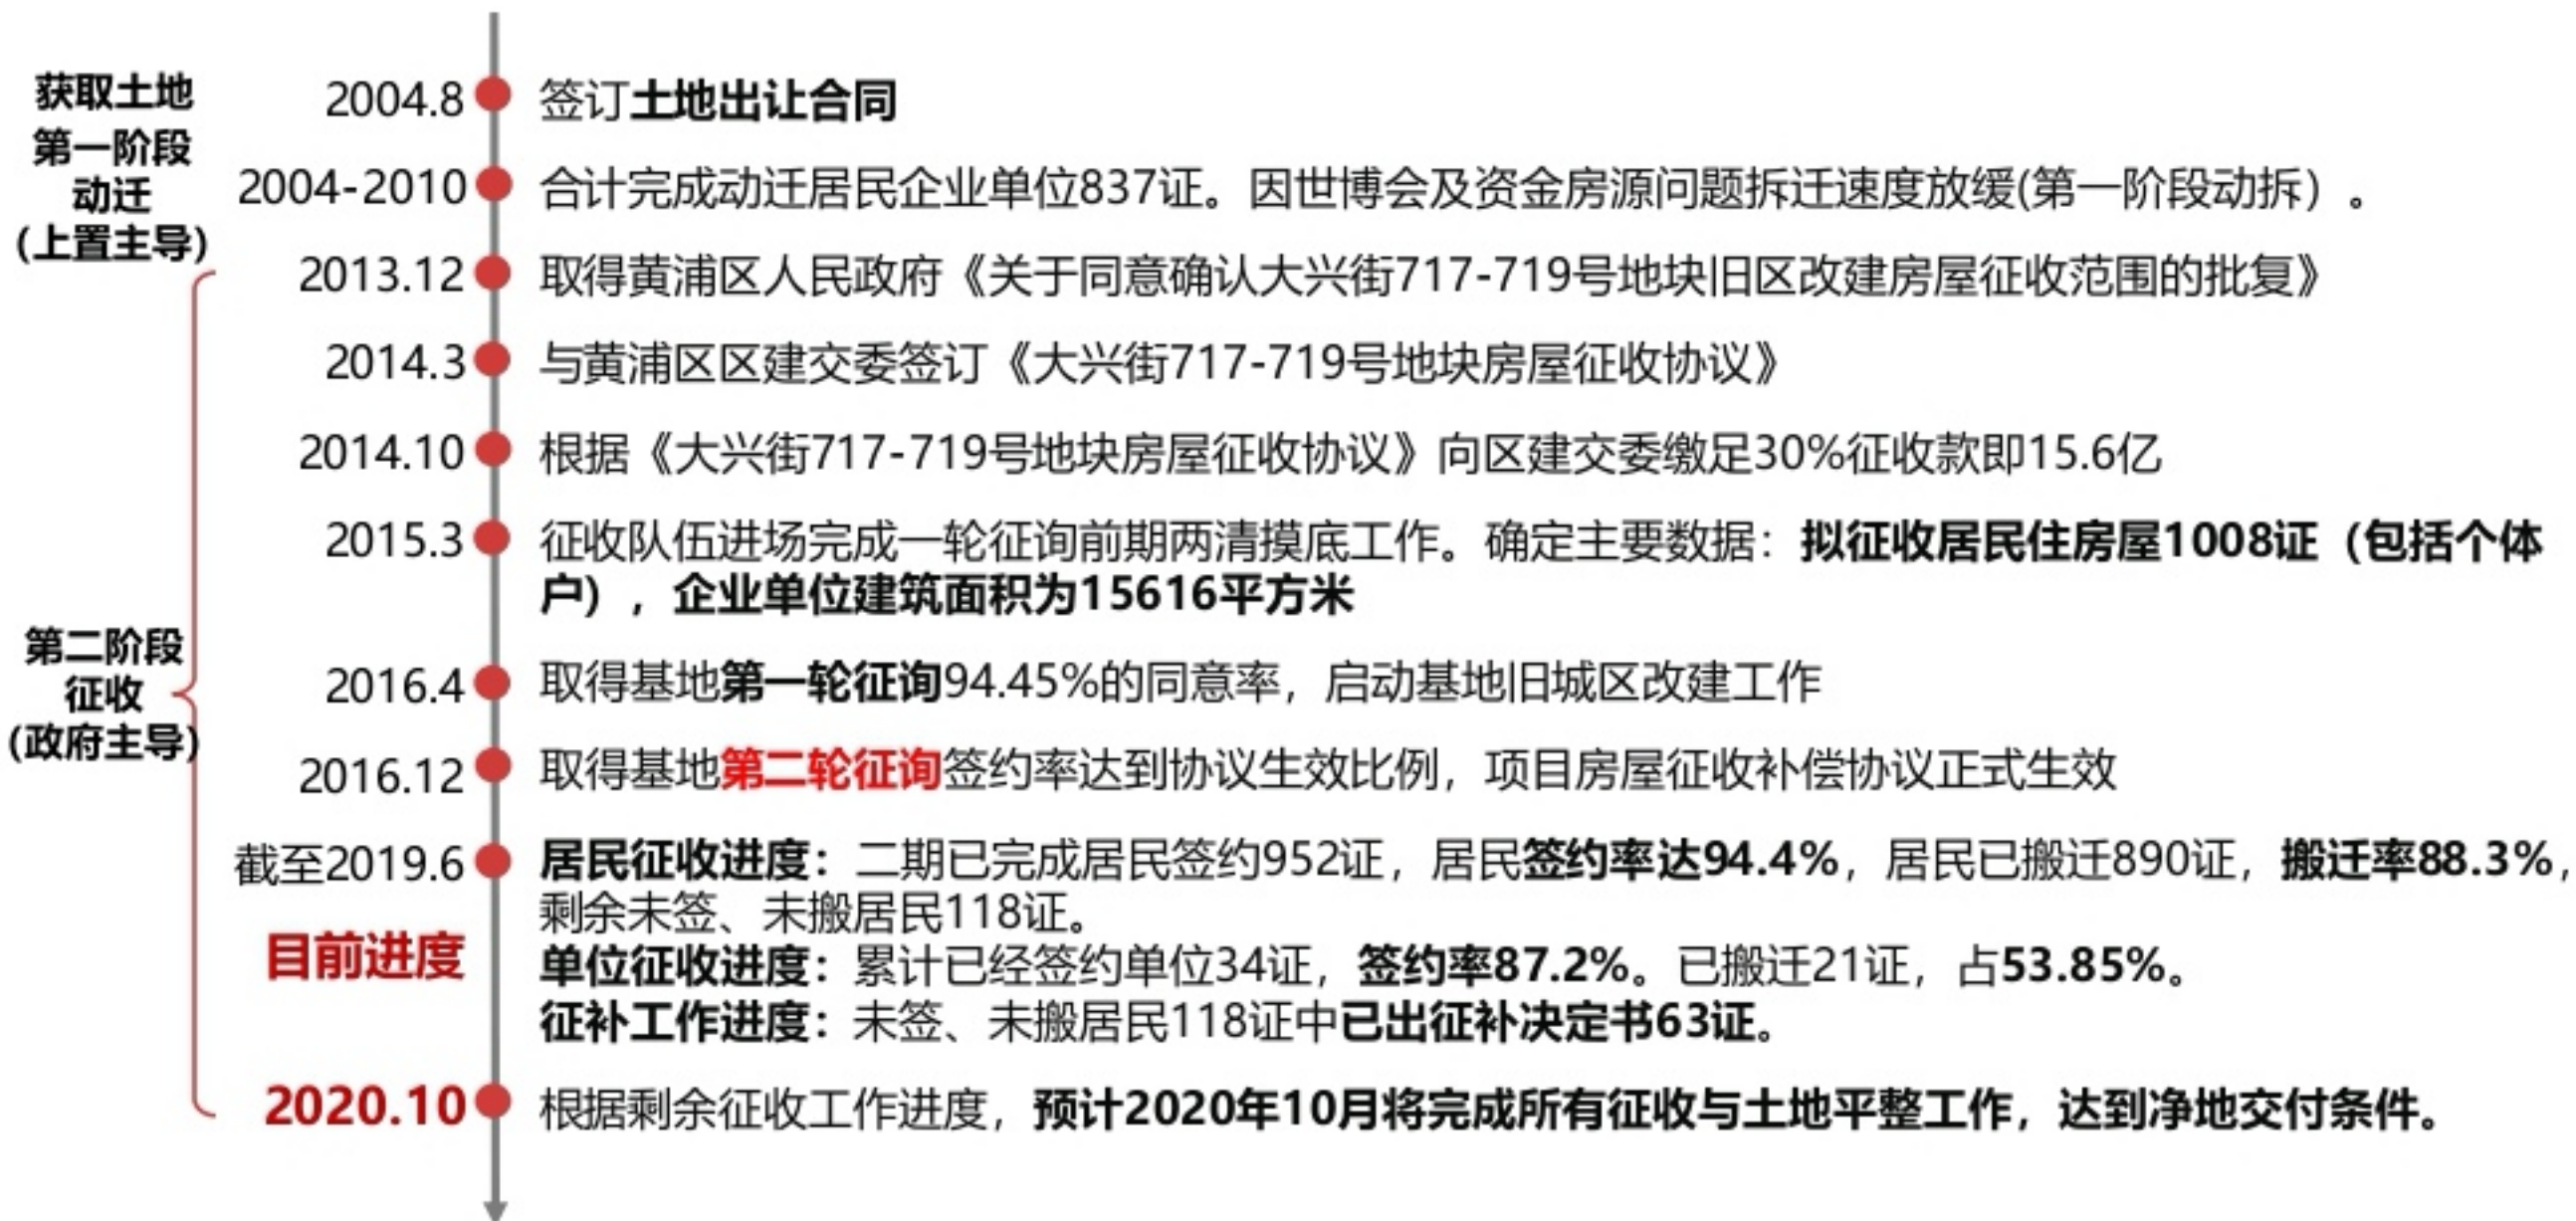 获取土地
第一阶段
动迁
(上置主导)
2004.8
签订土地出让合同
2004-2010
合计完成动迁居民企业单位837证。因世博会及资金房源问题拆迁速度放缓(第一阶段动拆）。
第二阶段
征收
(政府主导)
2013.12
取得黄浦区人民政府《关于同意确认大兴街717-719号地块旧区改建房屋征收范围的批复》
2014.3
与黄浦区区建交委签订《大兴街717-719号地块房屋征收协议》
2014.10
根据《大兴街717-719号地块房屋征收协议》向区建交委缴足30%征收款即15.6亿
2015.3
征收队伍进场完成一轮征询前期两清摸底工作。确定主要数据：拟征收居民住房屋1008证（包括个体
户），企业单位建筑面积为15616平方米
2016.4
取得基地第一轮征询94.45%的同意率，启动基地旧城区改建工作
2016.12
取得基地第二轮征询签约率达到协议生效比例，项目房屋征收补偿协议正式生效
截至2019.6
目前进度
居民征收进度：二期已完成居民签约952证，居民签约率达94.4%，居民已搬迁890证，搬迁率88.3%，
剩余未签、未搬居民118证。
单位征收进度：累计已经签约单位34证，签约率87.2%。已搬迁21证，占53.85%。
征补工作进度：未签、未搬居民118证中已出征补决定书63证。
2020.10
根据剩余征收工作进度，预计2020年10月将完成所有征收与土地平整工作，达到净地交付条件。